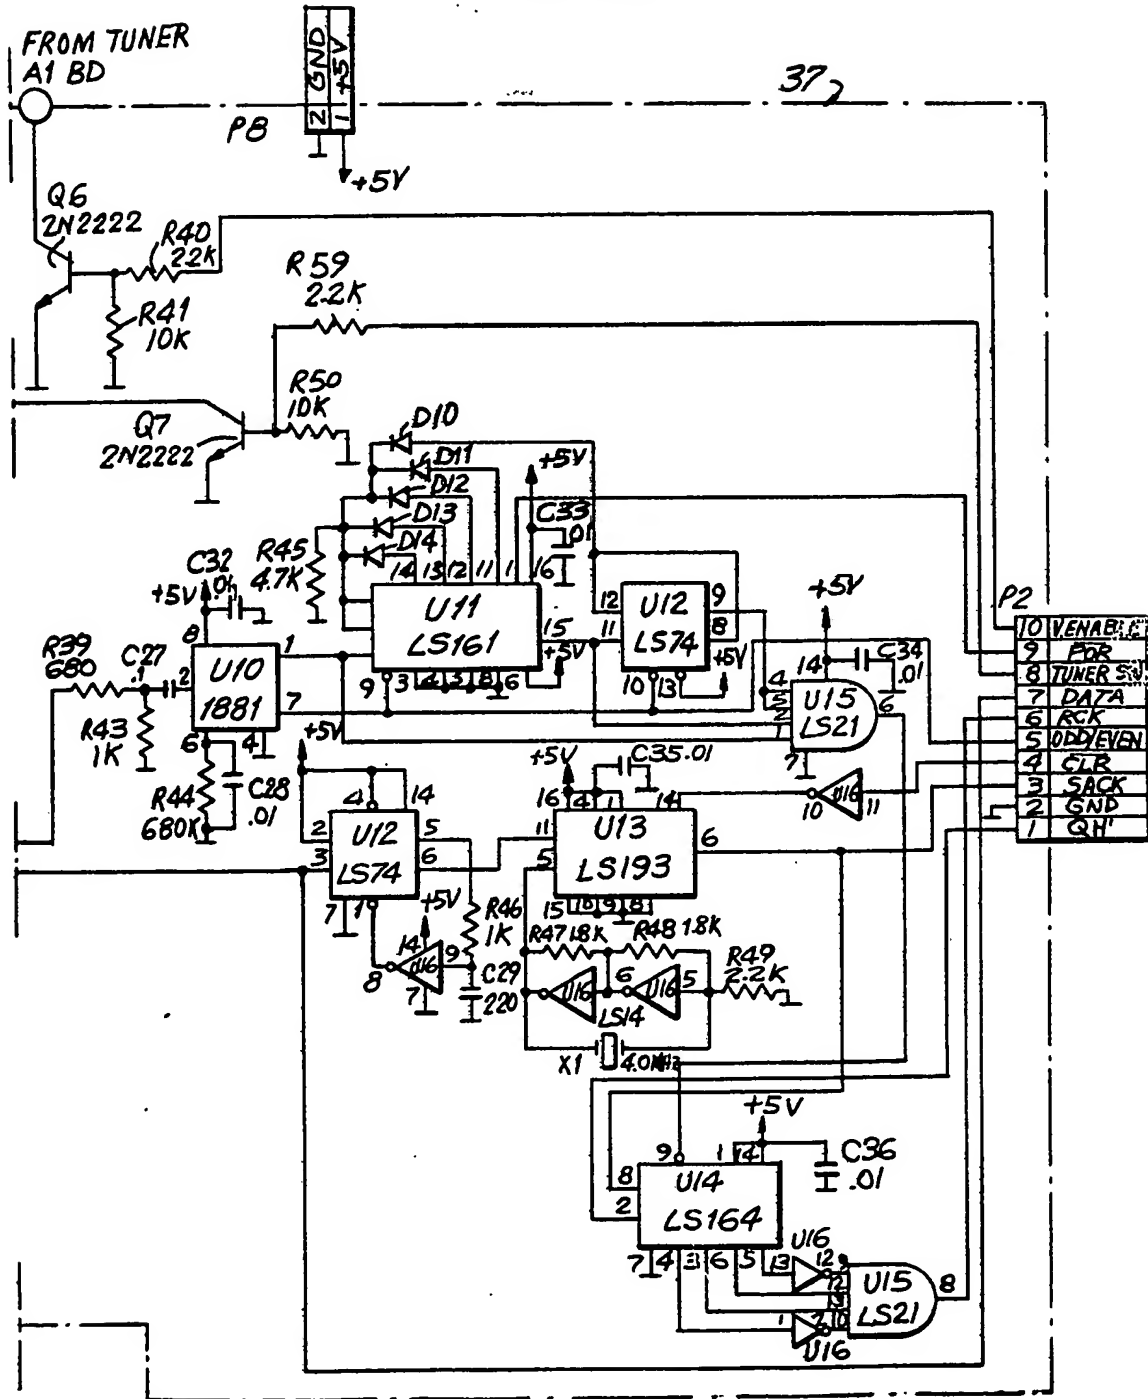 FROM TUNER
A1 BD
P8
2 GND
1 +5V
+5V
37
Q6
2N2222
R40
22K
R41
10K
R59
2.2K
R50
10K
Q7
2N2222
D10
D11
D12
D13
D14
R45
4.7K
+5V
C33
.01
14 13 12 11 1 16
U11
LS161
15
+5V
9 3 4 5 8 6
C32
+5V
8
R39
680
C.27
.1
2
U10
1881
1
7
6
4
R43
1K
R44
680K
C28
.01
12
11
U12
LS74
9
8
10
13
+5V
+5V
14
C34
.01
4
5
2
1
U15
LS21
6
7
P2
10
9
8
7 DATA
6 RCK
5 ODD/EVEN
4 CLR
3 SACK
2 GND
1 QH'
+5V
4
14
2
3
U12
LS74
5
6
7
1
+5V
14
U16
9
8
7
R46
1K
C29
220
+5V
C35 .01
16 4 1 14
11
5
U13
LS193
6
15 10 9 8
10
U16
11
R47 1.8K
R48 1.8K
R49
2.2K
U16
6
U16
5
LS14
X1
4.0MHz
+5V
C36
.01
9
1
14
8
2
U14
LS164
7 4 3 6 5 13
U16
12
1
2
U16
9
12
10
U15
LS21
8